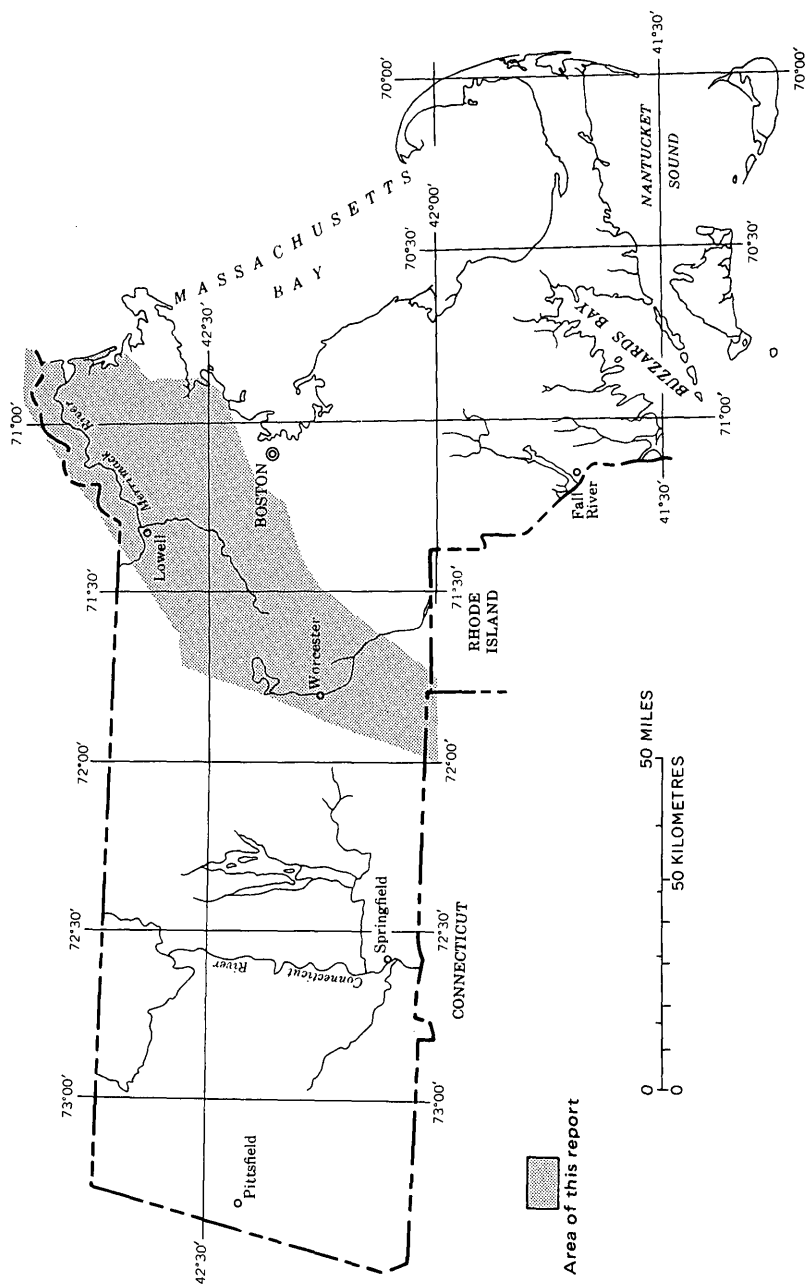 71°00'
70°00'
41°30'
70°00'
NANTUCKET
SOUND
42°00'
70°30'
70°30'
MASSACHUSETTS
BAY
42°30'
BUZZARDS BAY
71°00'
41°30'
Merrimack River
BOSTON
Lowell
Fall
River
71°30'
71°30'
RHODE
ISLAND
Worcester
72°00'
72°00'
72°30'
72°30'
Springfield
Connecticut River
CONNECTICUT
73°00'
73°00'
Pittsfield
42°30'
0 50 MILES
0 50 KILOMETRES
Area of this report